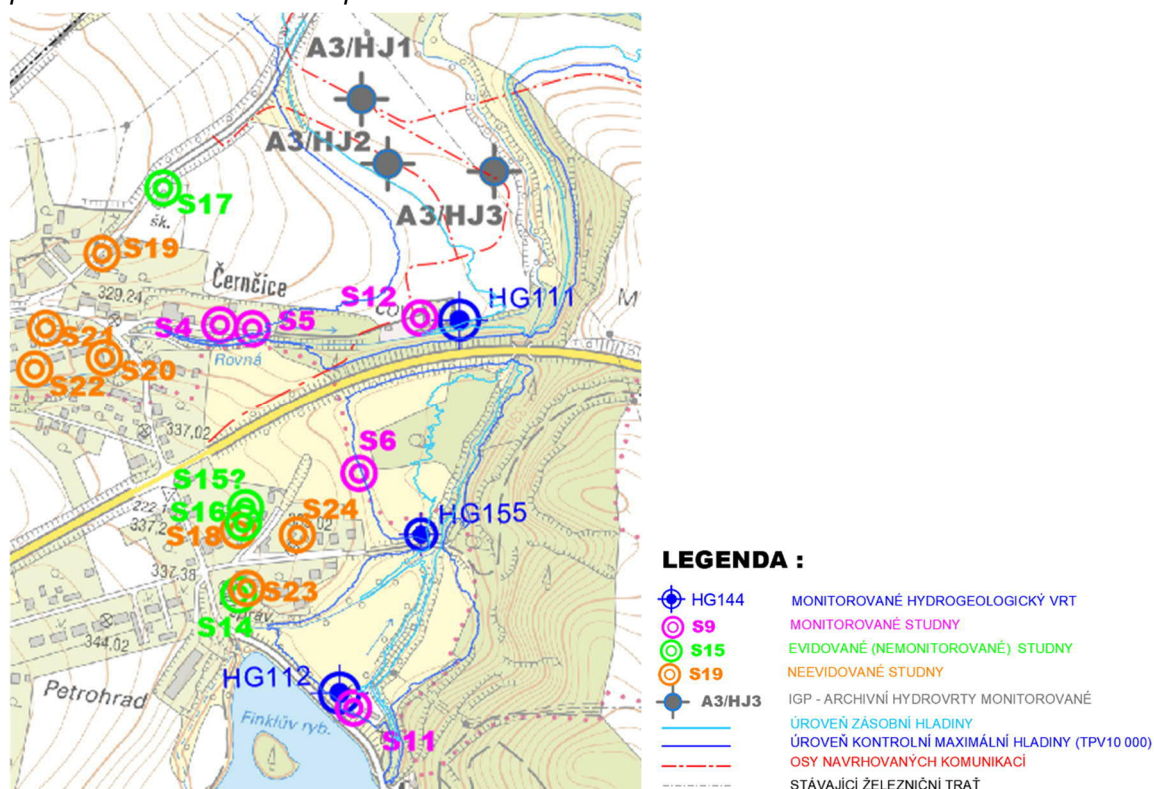 A3/HJ1
A3/HJ2
A3/HJ3
S17
šk.
S19
Černčice
329.24
S12
HG111
S4
S5
S21
Rovná
S20
S22
337.02
S6
S15?
S16
HG155
S24
S18
337.38
S23
S14
344.02
HG112
Petrohrad
Finklův ryb.
S11
M
LEGENDA :
HG144 MONITOROVANÉ HYDROGEOLOGICKÝ VRT
S9 MONITOROVANÉ STUDNY
S15 EVIDOVANÉ (NEMONITOROVANÉ) STUDNY
S19 NEEVIDOVANÉ STUDNY
A3/HJ3 IGP - ARCHIVNÍ HYDROVRTY MONITOROVANÉ
ÚROVEŇ ZÁSOBNÍ HLADINY
ÚROVEŇ KONTROLNÍ MAXIMÁLNÍ HLADINY (TPV10 000)
OSY NAVRHOVANÝCH KOMUNIKACÍ
STÁVAJÍCÍ ŽELEZNIČNÍ TRAŤ